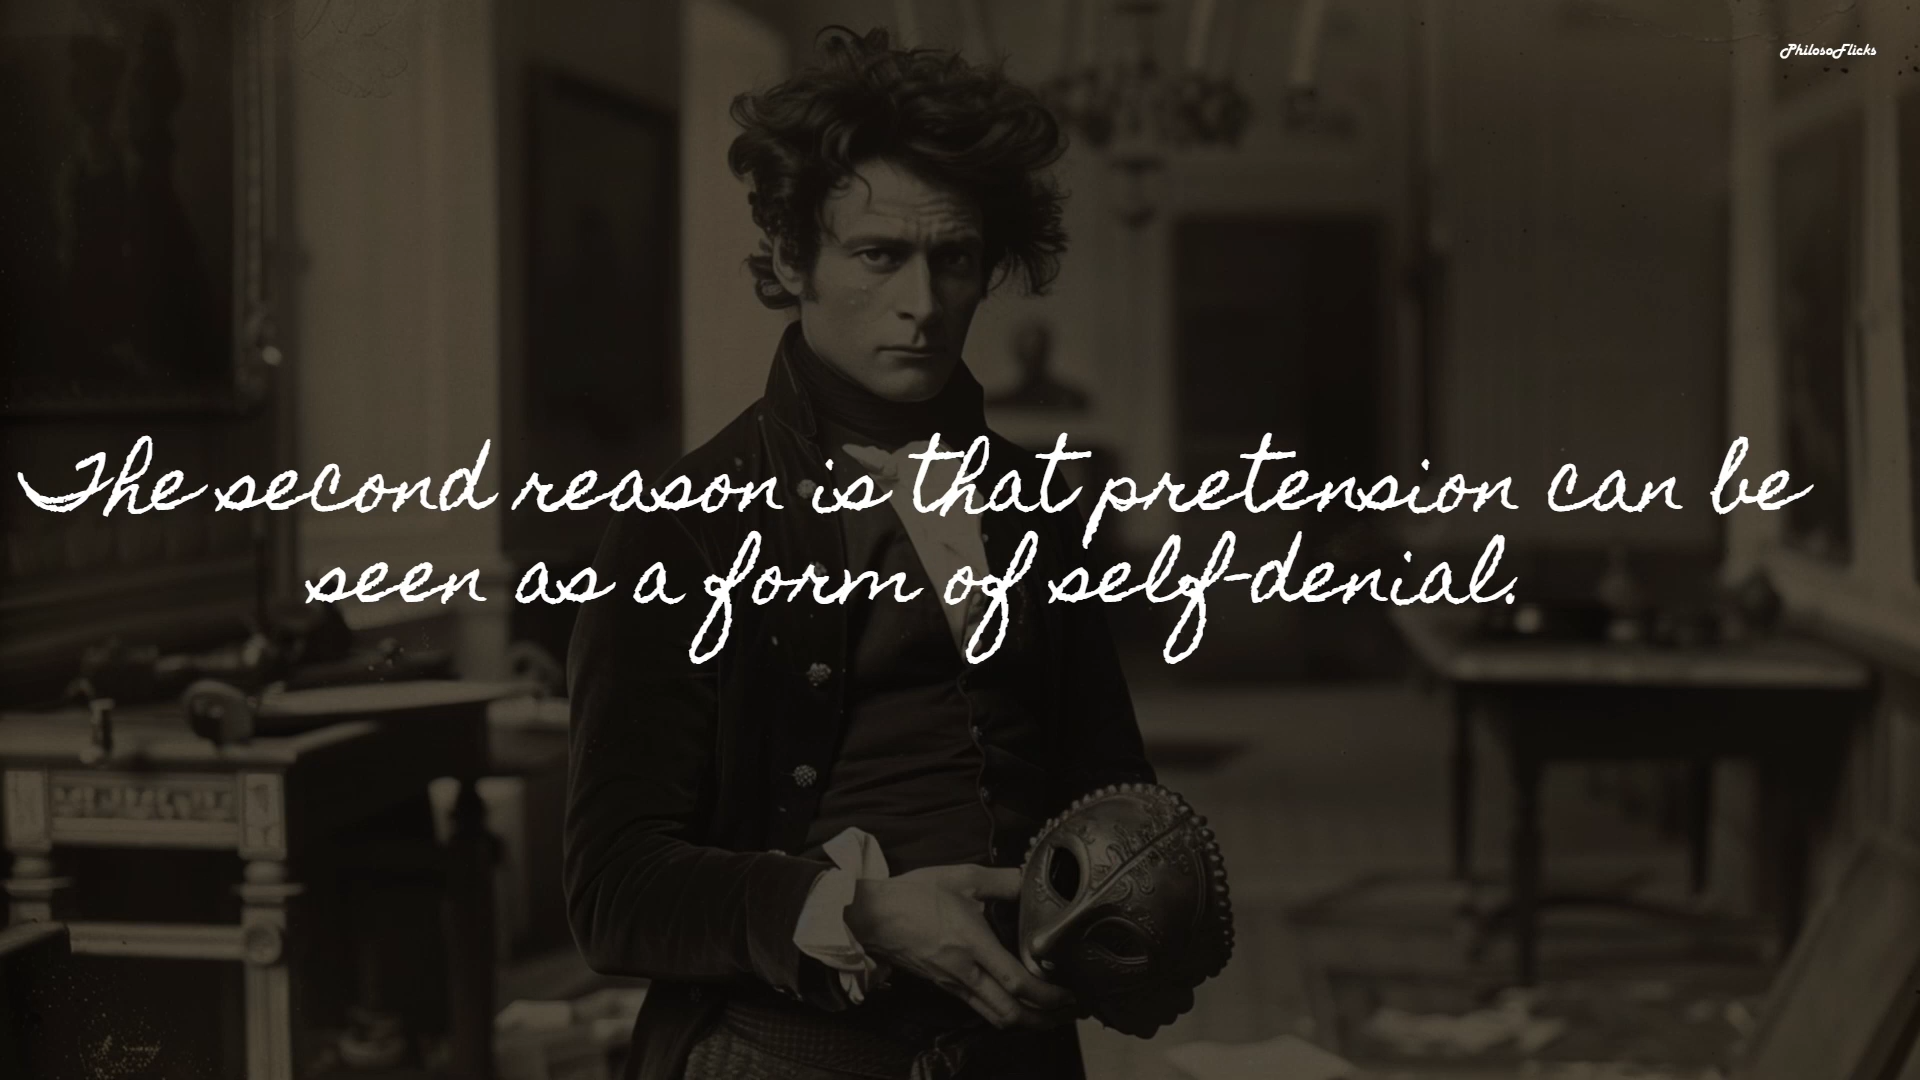 PhilosoFlicks
The second reason is that pretension can be
seen as a form of self-denial.